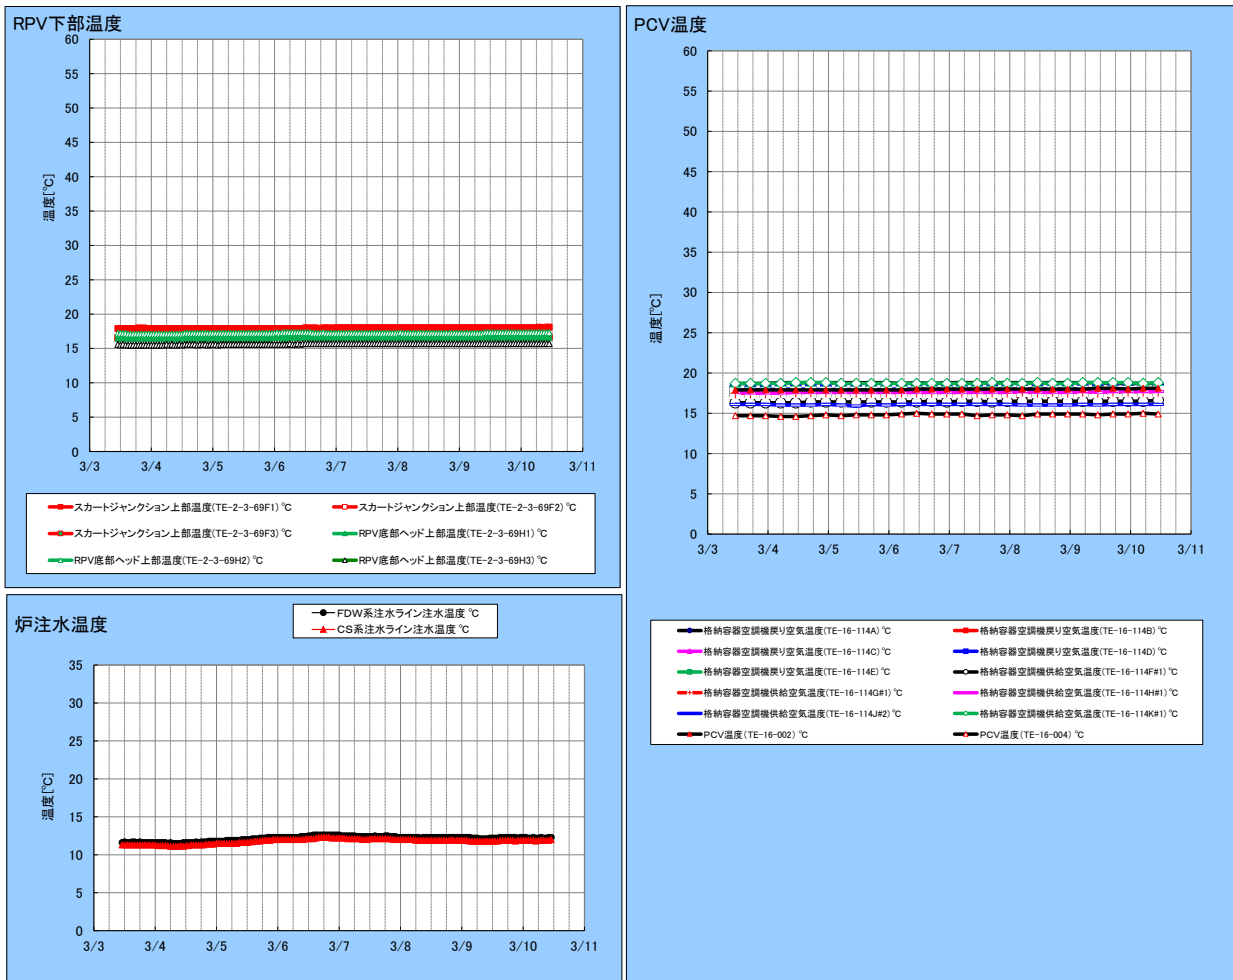 RPV下部温度
60
55
50
45
40
35
30
25
20
15
10
5
0
温度[℃]
3/3 3/4 3/5 3/6 3/7 3/8 3/9 3/10 3/11
スカートジャンクション上部温度(TE-2-3-69F1) ℃ スカートジャンクション上部温度(TE-2-3-69F2) ℃
スカートジャンクション上部温度(TE-2-3-69F3) ℃ RPV底部ヘッド上部温度(TE-2-3-69H1) ℃
RPV底部ヘッド上部温度(TE-2-3-69H2) ℃ RPV底部ヘッド上部温度(TE-2-3-69H3) ℃
炉注水温度
FDW系注水ライン注水温度 ℃
CS系注水ライン注水温度 ℃
35
30
25
20
15
10
5
0
温度[℃]
3/3 3/4 3/5 3/6 3/7 3/8 3/9 3/10 3/11
PCV温度
60
55
50
45
40
35
30
25
20
15
10
5
0
温度[℃]
3/3 3/4 3/5 3/6 3/7 3/8 3/9 3/10 3/11
格納容器空調機戻り空気温度(TE-16-114A) ℃ 格納容器空調機戻り空気温度(TE-16-114B) ℃
格納容器空調機戻り空気温度(TE-16-114C) ℃ 格納容器空調機戻り空気温度(TE-16-114D) ℃
格納容器空調機戻り空気温度(TE-16-114E) ℃ 格納容器空調機供給空気温度(TE-16-114F#1) ℃
格納容器空調機供給空気温度(TE-16-114G#1) ℃ 格納容器空調機供給空気温度(TE-16-114H#1) ℃
格納容器空調機供給空気温度(TE-16-114J#2) ℃ 格納容器空調機供給空気温度(TE-16-114K#1) ℃
PCV温度(TE-16-002) ℃ PCV温度(TE-16-004) ℃